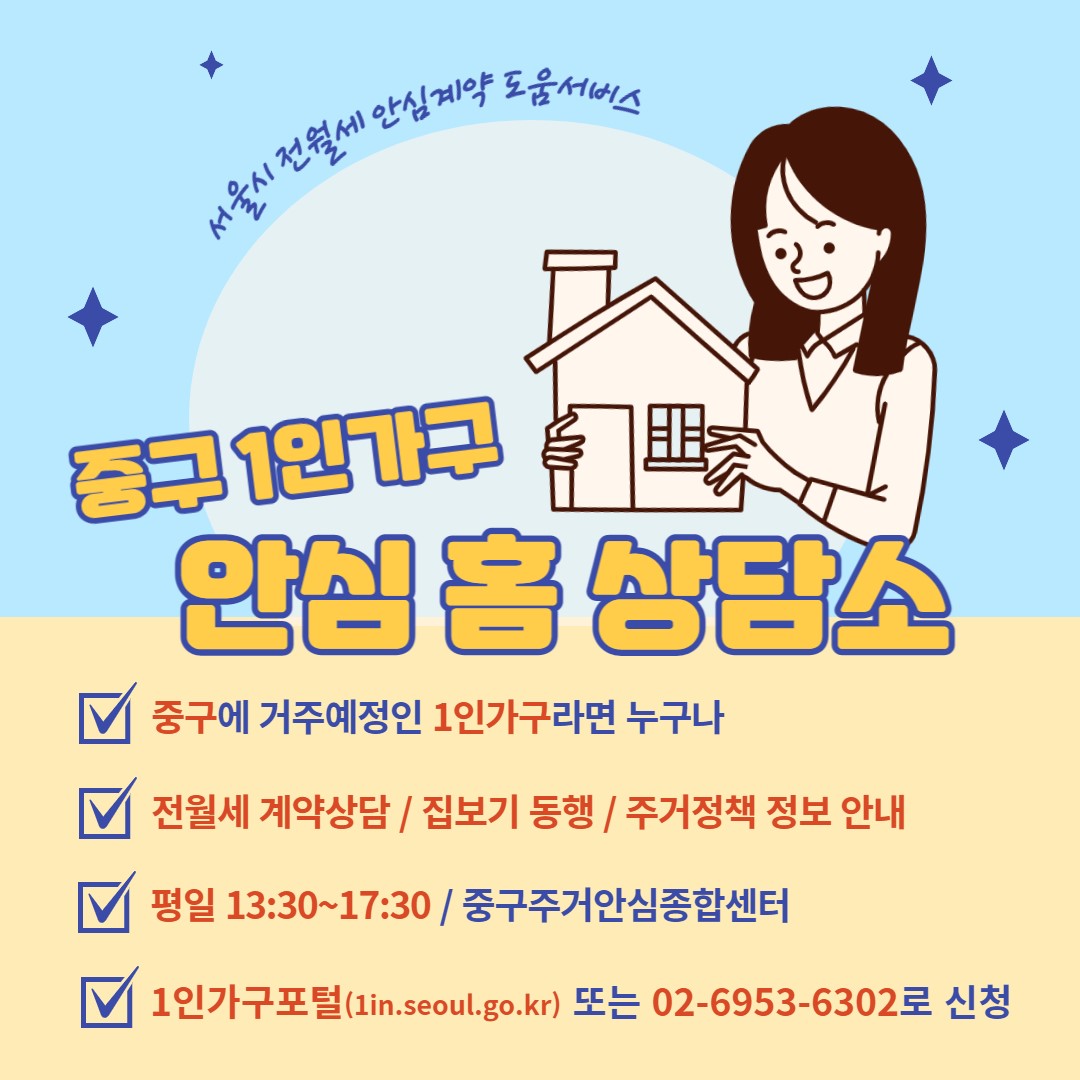 서울시 전월세 안심계약 도움서비스
중구 1인가구
안심 홈 상담소
중구에 거주예정인 1인가구라면 누구나
전월세 계약상담 / 집보기 동행 / 주거정책 정보 안내
평일 13:30~17:30 / 중구주거안심종합센터
1인가구포털(1in.seoul.go.kr) 또는 02-6953-6302로 신청